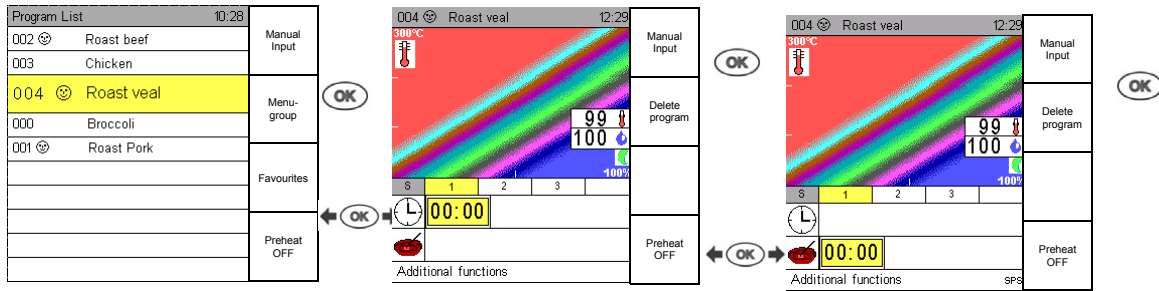 Program List 10:28
002 Roast beef
003 Chicken
004 Roast veal
000 Broccoli
001 Roast Pork
Manual
Input
Menu-
group
Favourites
Preheat
OFF
OK
OK
004 Roast veal 12:29
300°C
99
100
100%
S 1 2 3
00:00
Additional functions
Manual
Input
Delete
program
Preheat
OFF
OK
OK
004 Roast veal 12:29
300°C
99
100
100%
S 1 2 3
00:00
Additional functions SPS
Manual
Input
Delete
program
Preheat
OFF
OK